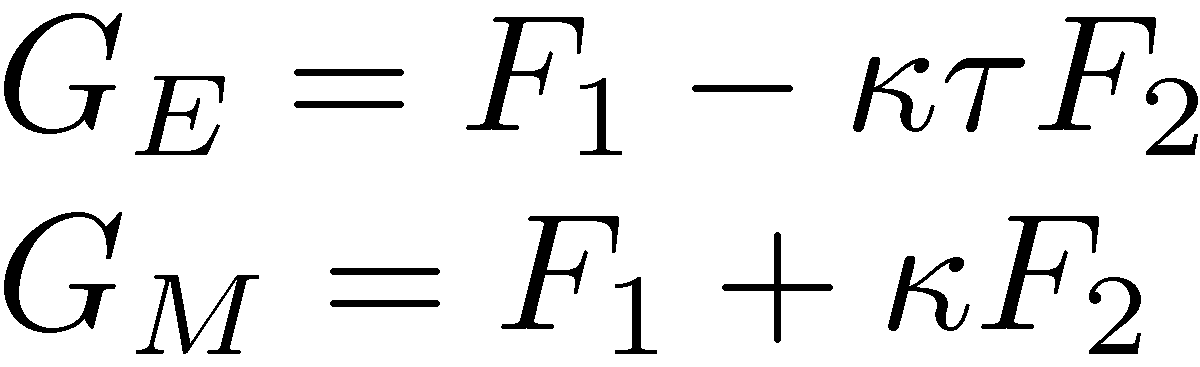 G_E = F_1 − κτF_2
G_M = F_1 + κF_2